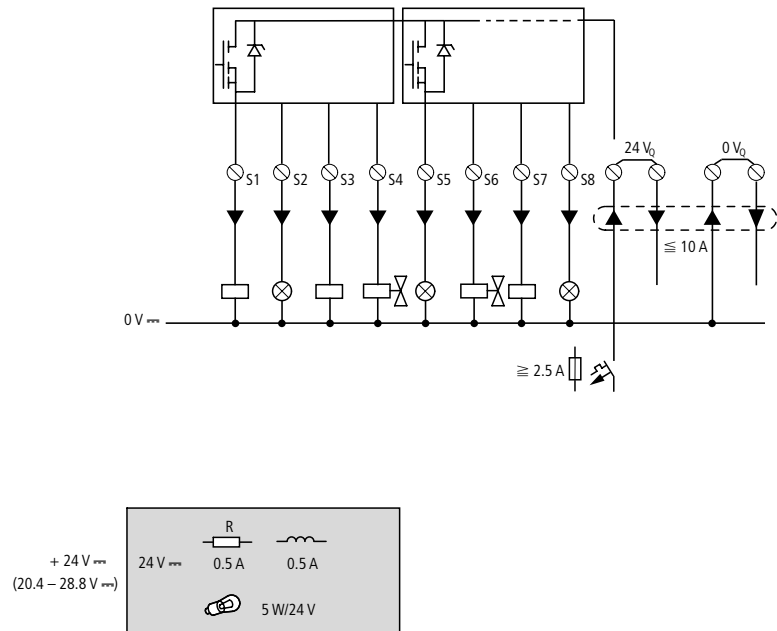 24 V_Q
0 V_Q
S1 S2 S3 S4 S5 S6 S7 S8
≦ 10 A
0 V ⎓
≧ 2.5 A
R
+ 24 V ⎓
24 V ⎓
0.5 A
0.5 A
(20.4 – 28.8 V ⎓)
5 W/24 V